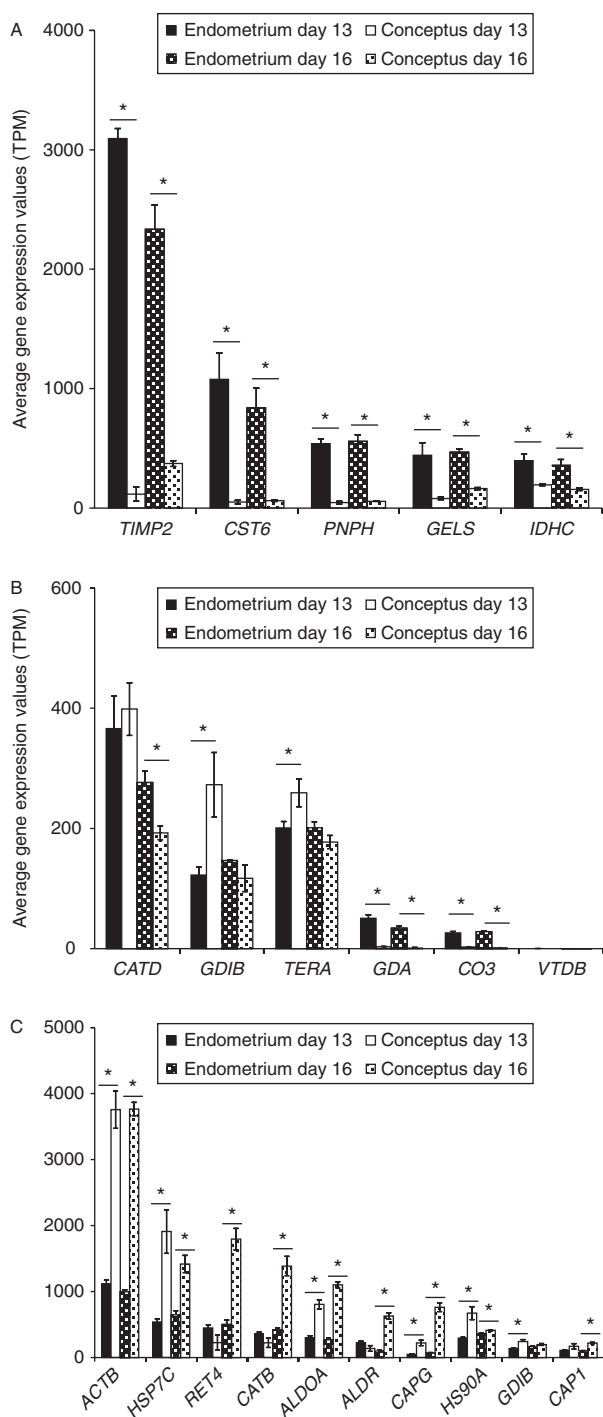 A
4000
3000
2000
1000
0
Average gene expression values (TPM)
Endometrium day 13 Conceptus day 13
Endometrium day 16 Conceptus day 16
* * * * * * * * * *
TIMP2 CST6 PNPH GELS IDHC
B
600
400
200
0
Average gene expression values (TPM)
Endometrium day 13 Conceptus day 13
Endometrium day 16 Conceptus day 16
* * * * * * *
CATD GDIB TERA GDA CO3 VTDB
C
5000
4000
3000
2000
1000
0
Endometrium day 13 Conceptus day 13
Endometrium day 16 Conceptus day 16
* * * * * * * * * * * * * * *
ACTB HSP7C RET4 CATB ALDOA ALDR CAPG HS90A GDIB CAP1